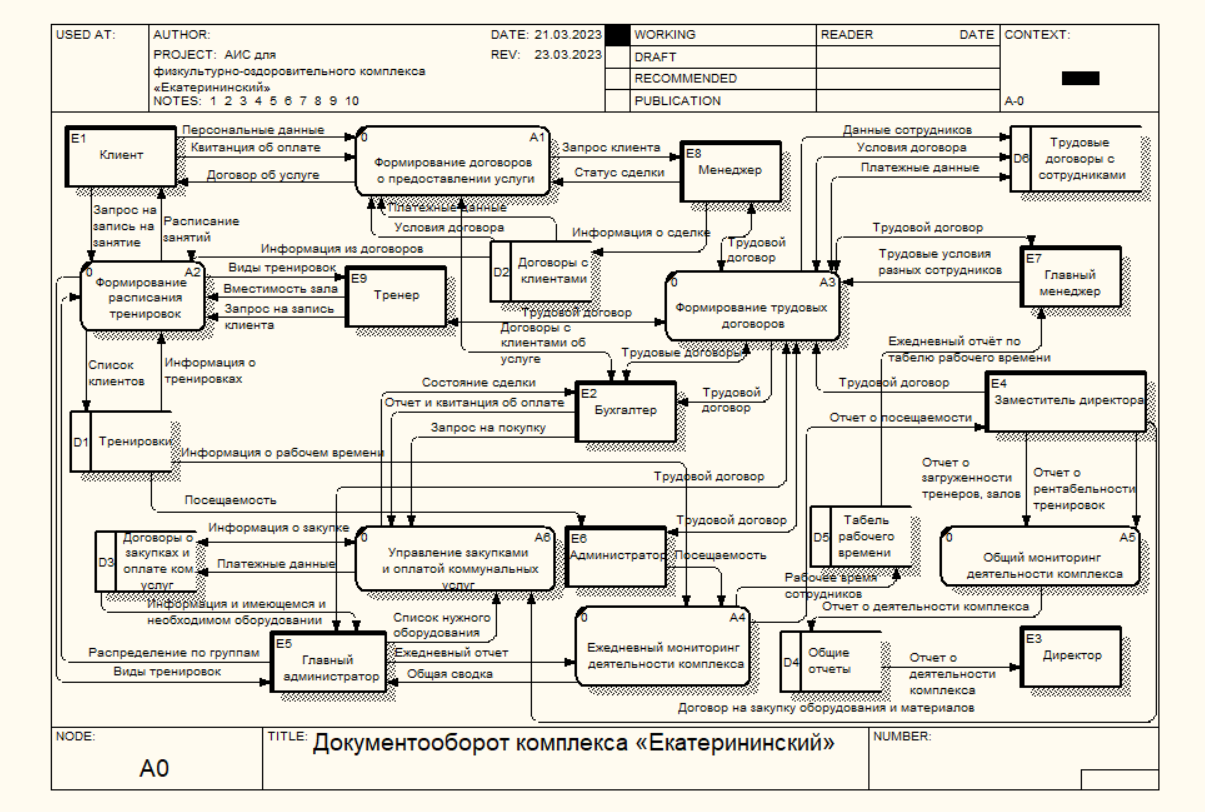 USED AT:
AUTHOR:
DATE: 21.03.2023
WORKING
READER
DATE
CONTEXT:
PROJECT: АИС для
физкультурно-оздоровительного комплекса
«Екатерининский»
REV: 23.03.2023
DRAFT
RECOMMENDED
NOTES: 1 2 3 4 5 6 7 8 9 10
PUBLICATION
A-0
E1
Клиент
Персональные данные
Квитанция об оплате
Договор об услуге
0
A1
Формирование договоров
о предоставлении услуги
Запрос клиента
Статус сделки
E8
Менеджер
Данные сотрудников
Условия договора
Платежные данные
D6
Трудовые
договоры с
сотрудниками
Запрос на
запись на
занятие
Расписание
занятий
Платежные данные
Условия договора
Информация из договоров
Информация о сделке
D2
Договоры с
клиентами
Трудовой
договор
Трудовой договор
Трудовые условия
разных сотрудников
E7
Главный
менеджер
0
A2
Формирование
расписания
тренировок
Виды тренировок
Вместимость зала
Запрос на запись
клиента
E9
Тренер
0
A3
Формирование трудовых
договоров
Трудовой договор
Договоры с
клиентами об
услуге
Трудовые договоры
Ежедневный отчёт по
табелю рабочего времени
Список
клиентов
Информация о
тренировках
Состояние сделки
Отчет и квитанция об оплате
Запрос на покупку
E2
Бухгалтер
Трудовой
договор
Трудовой договор
E4
Заместитель директора
Отчет о посещаемости
D1
Тренировки
Информация о рабочем времени
Трудовой договор
Отчет о
загруженности
тренеров, залов
Отчет о
рентабельности
тренировок
Посещаемость
Трудовой договор
D5
Табель
рабочего
времени
D3
Договоры о
закупках и
оплате ком.
услуг
Информация о закупке
Платежные данные
0
A6
Управление закупками
и оплатой коммунальных
услуг
E6
Администратор
Посещаемость
0
A5
Общий мониторинг
деятельности комплекса
Рабочее время
сотрудников
Информация и имеющемся и
необходимом оборудовании
Список нужного
оборудования
Отчет о деятельности комплекса
0
A4
Ежедневный мониторинг
деятельности комплекса
E5
Главный
администратор
Распределение по группам
Виды тренировок
Ежедневный отчет
Общая сводка
D4
Общие
отчеты
Отчет о
деятельности
комплекса
E3
Директор
Договор на закупку оборудования и материалов
NODE:
A0
TITLE:
Документооборот комплекса «Екатерининский»
NUMBER: